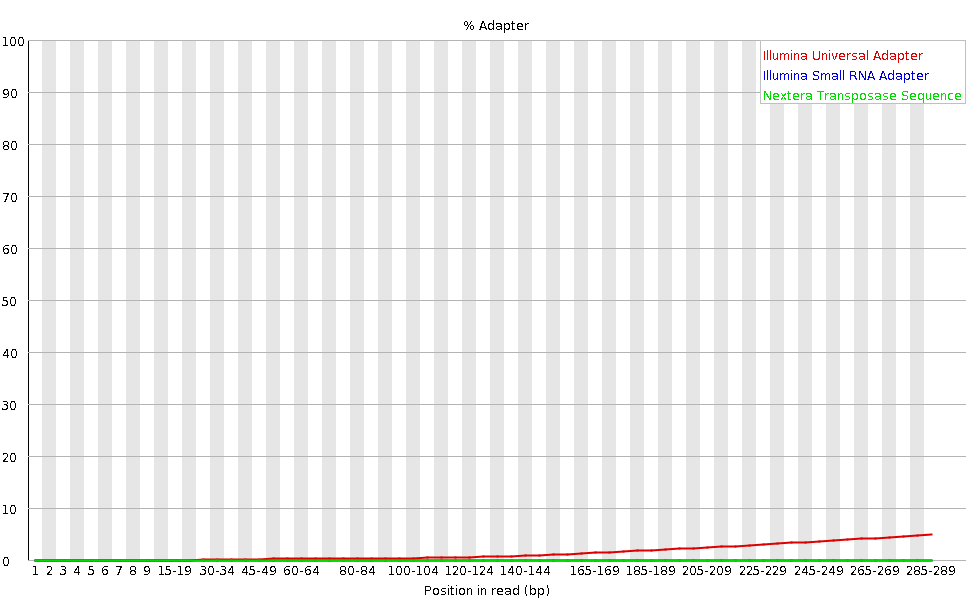 % Adapter
100
90
80
70
60
50
40
30
20
10
0
Illumina Universal Adapter
Illumina Small RNA Adapter
Nextera Transposase Sequence
1 2 3 4 5 6 7 8 9 15-19 30-34 45-49 60-64 80-84 100-104 120-124 140-144 165-169 185-189 205-209 225-229 245-249 265-269 285-289
Position in read (bp)